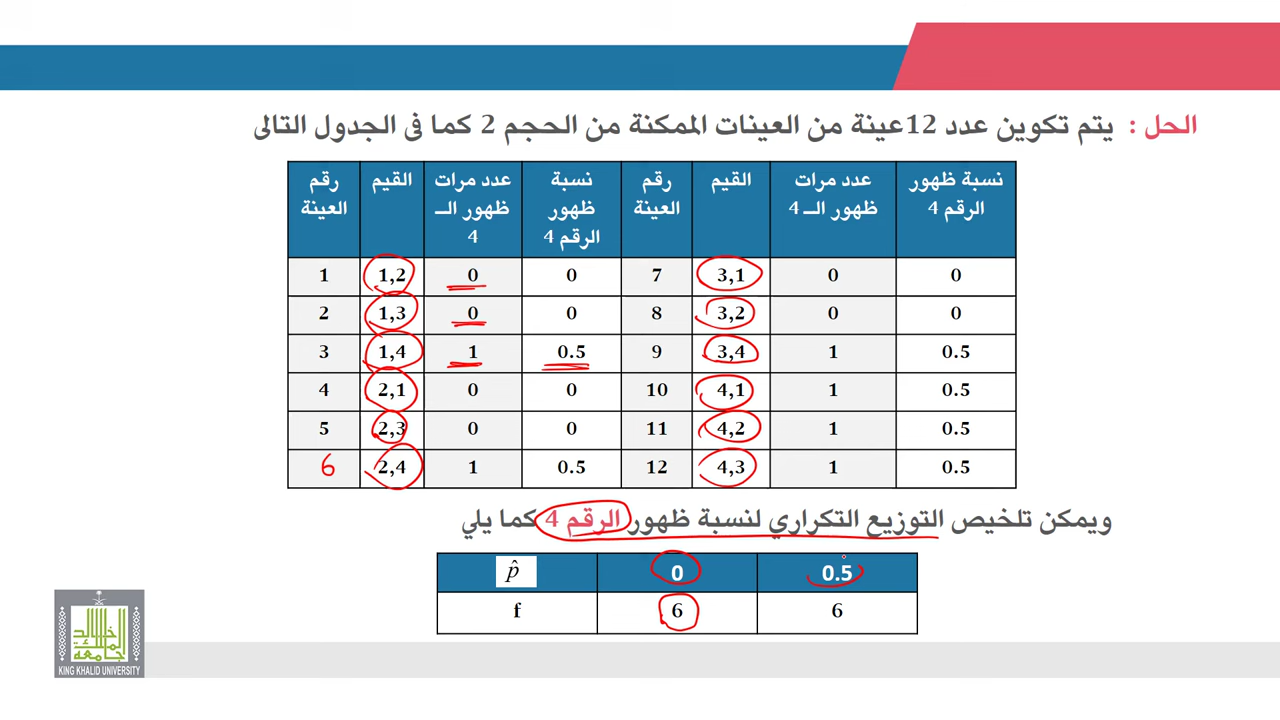 الحل : يتم تكوين عدد 12عينة من العينات الممكنة من الحجم 2 كما فى الجدول التالى
رقم العينة | القيم | عدد مرات ظهور الـ 4 | نسبة ظهور الرقم 4 | رقم العينة | القيم | عدد مرات ظهور الـ 4 | نسبة ظهور الرقم 4
1 | 1,2 | 0 | 0 | 7 | 3,1 | 0 | 0
2 | 1,3 | 0 | 0 | 8 | 3,2 | 0 | 0
3 | 1,4 | 1 | 0.5 | 9 | 3,4 | 1 | 0.5
4 | 2,1 | 0 | 0 | 10 | 4,1 | 1 | 0.5
5 | 2,3 | 0 | 0 | 11 | 4,2 | 1 | 0.5
6 | 2,4 | 1 | 0.5 | 12 | 4,3 | 1 | 0.5
ويمكن تلخيص التوزيع التكراري لنسبة ظهور الرقم 4 كما يلي
p̂ | 0 | 0.5
f | 6 | 6
جامعة الملك خالد
KING KHALID UNIVERSITY